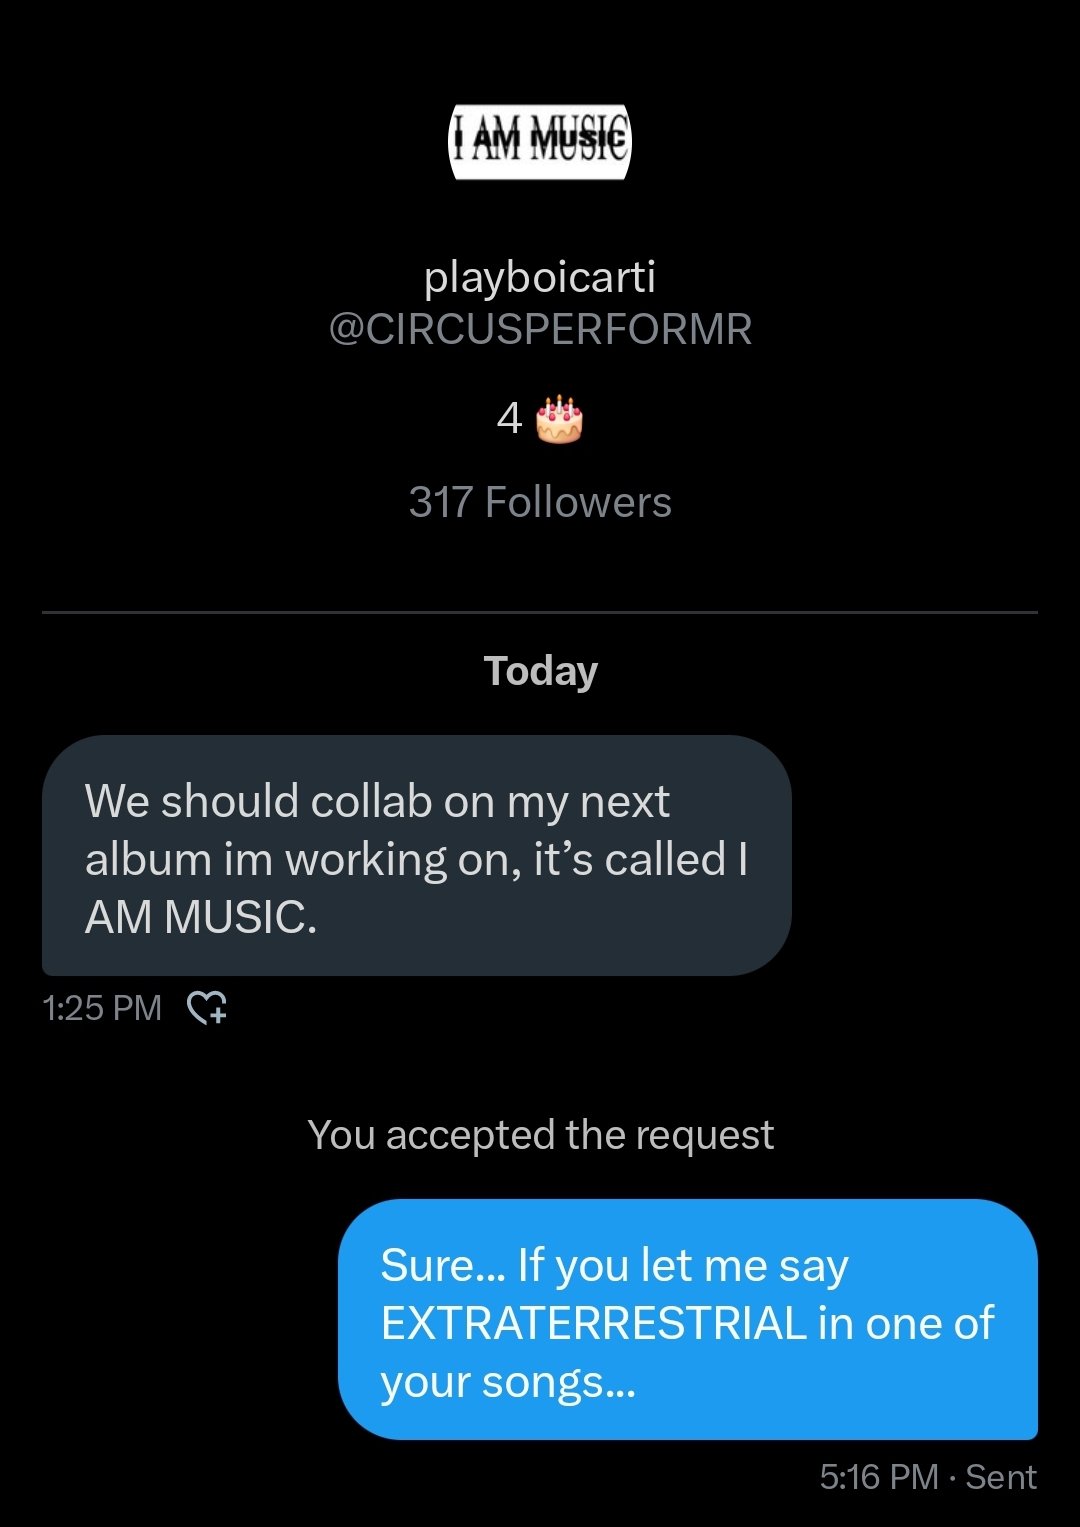 I AM MUSIC
I AM MUSIC
playboicarti
@CIRCUSPERFORMR
4 🎂
317 Followers
Today
We should collab on my next
album im working on, it’s called I
AM MUSIC.
1:25 PM
You accepted the request
Sure... If you let me say
EXTRATERRESTRIAL in one of
your songs...
5:16 PM · Sent